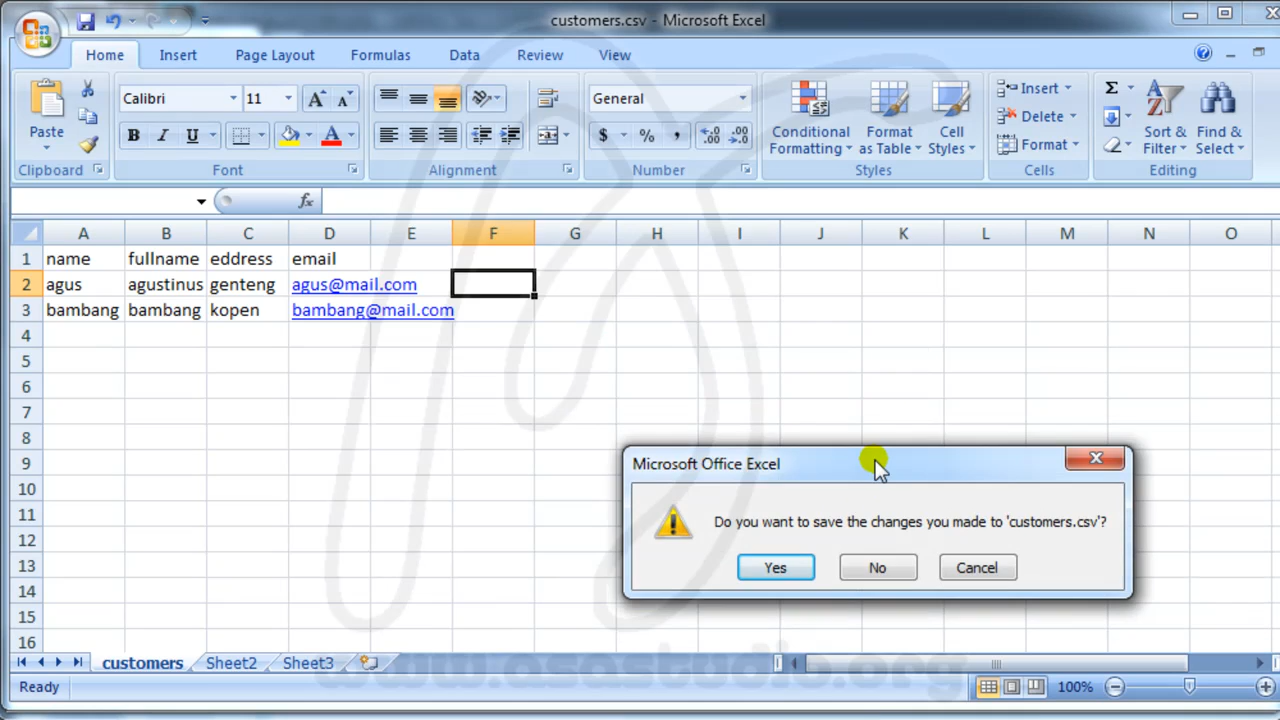 customers.csv - Microsoft Excel
Home Insert Page Layout Formulas Data Review View
Paste
Calibri 11
General
Conditional Formatting
Format as Table
Cell Styles
Insert
Delete
Format
Sort & Filter
Find & Select
Clipboard Font Alignment Number Styles Cells Editing
fx
A B C D E F G H I J K L M N O
1 name fullname eddress email
2 agus agustinus genteng agus@mail.com
3 bambang bambang kopen bambang@mail.com
4
5
6
7
8
9
10
11
12
13
14
15
16
Microsoft Office Excel
Do you want to save the changes you made to 'customers.csv'?
Yes No Cancel
customers Sheet2 Sheet3
www.asastudio.org
Ready 100%